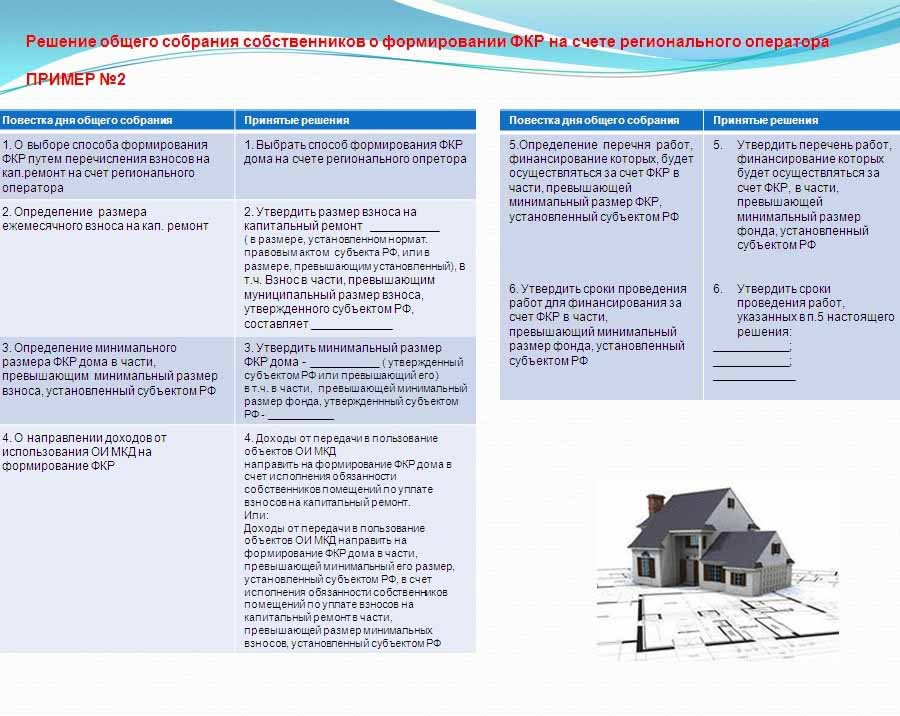 Решение общего собрания собственников о формировании ФКР на счете регионального оператора
ПРИМЕР №2
Повестка дня общего собрания
Принятые решения
1. О выборе способа формирования
ФКР путем перечисления взносов на
кап.ремонт на счет регионального
оператора
1. Выбрать способ формирования ФКР
дома на счете регионального опретора
2. Определение размера
ежемесячного взноса на кап. ремонт
2. Утвердить размер взноса на
капитальный ремонт ____________
( в размере, установленном нормат.
правовым актом субъекта РФ, или в
размере, превышающим установленный), в
т.ч. Взнос в части, превышающим
муниципальный размер взноса,
утвержденного субъектом РФ,
составляет ______________
3. Определение минимального
размера ФКР дома в части,
превышающим минимальный размер
взноса, установленный субъектом РФ
3. Утвердить минимальный размер
ФКР дома - ____________ ( утвержденный
субъектом РФ или превышающий его)
в т.ч. в части, превышающей минимальный
размер фонда, утвержденнный субъектом
РФ - ____________
4. О направлении доходов от
использования ОИ МКД на
формирование ФКР
4. Доходы от передачи в пользование
объектов ОИ МКД
направить на формирование ФКР дома в
счет исполнения обязанности
собственников помещений по уплате
взносов на капитальный ремонт.
Или:
Доходы от передачи в пользование
объектов ОИ МКД направить на
формирование ФКР дома в части,
превышающей минимальный его размер,
установленный субъектом РФ, в счет
исполнения обязанности собственников
помещений по уплате взносов на
капитальный ремонт в части,
превышающей размер минимальных
взносов, установленный субъектом РФ
Повестка дня общего собрания
Принятые решения
5.Определение перечня работ,
финансирование которых, будет
осуществляться за счет ФКР в
части, превышающей
минимальный размер ФКР,
установленный субъектом РФ
5. Утвердить перечень работ,
финансирование которых
будет осуществляться за
счет ФКР, в части,
превышающей
минимальный размер
фонда, установленный
субъектом РФ
6. Утвердить сроки проведения
работ для финансирования за
счет ФКР в части,
превышающий минимальный
размер фонда, установленный
субъектом РФ
6. Утвердить сроки
проведения работ,
указанных в п.5 настоящего
решения:
_____________;
_____________;
______________